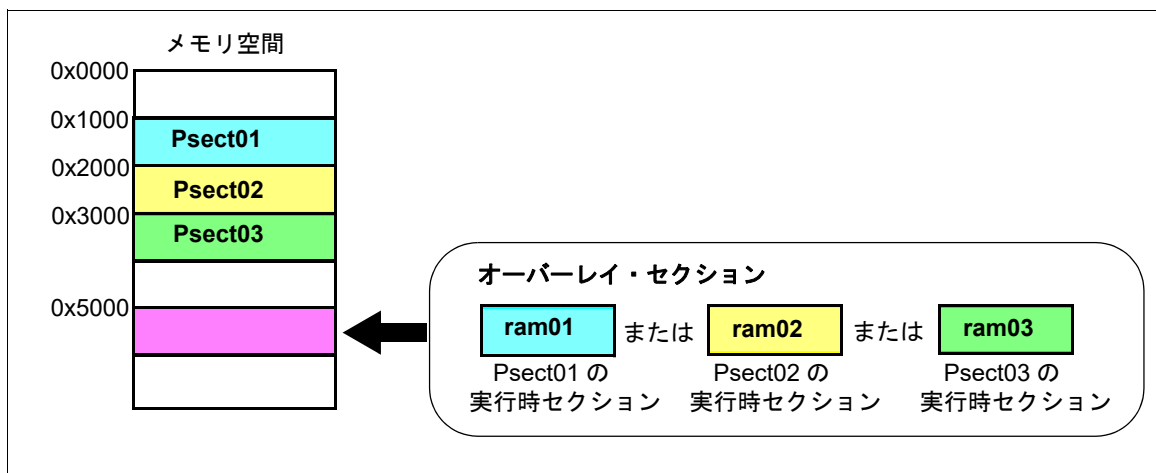 メモリ空間
0x0000
0x1000
Psect01
0x2000
Psect02
0x3000
Psect03
0x5000
オーバーレイ・セクション
ram01 または ram02 または ram03
Psect01 の Psect02 の Psect03 の
実行時セクション 実行時セクション 実行時セクション